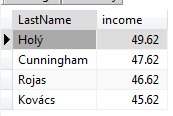 LastName income
Holý 49.62
Cunningham 47.62
Rojas 46.62
Kovács 45.62